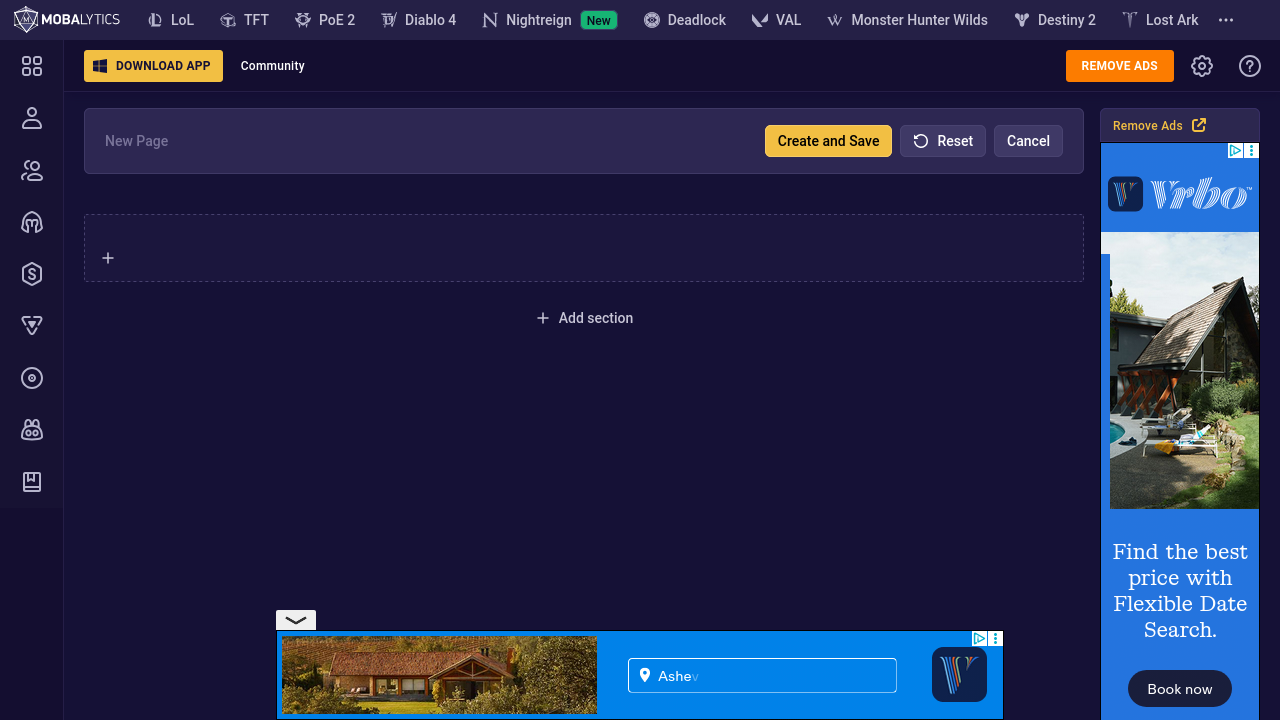 MOBALYTICS
LoL
TFT
PoE 2
Diablo 4
Nightreign
New
Deadlock
VAL
Monster Hunter Wilds
Destiny 2
Lost Ark
DOWNLOAD APP
Community
REMOVE ADS
New Page
Create and Save
Reset
Cancel
Remove Ads
Vrbo™
Add section
Find the best
price with
Flexible Date
Search.
Book now
Ashev